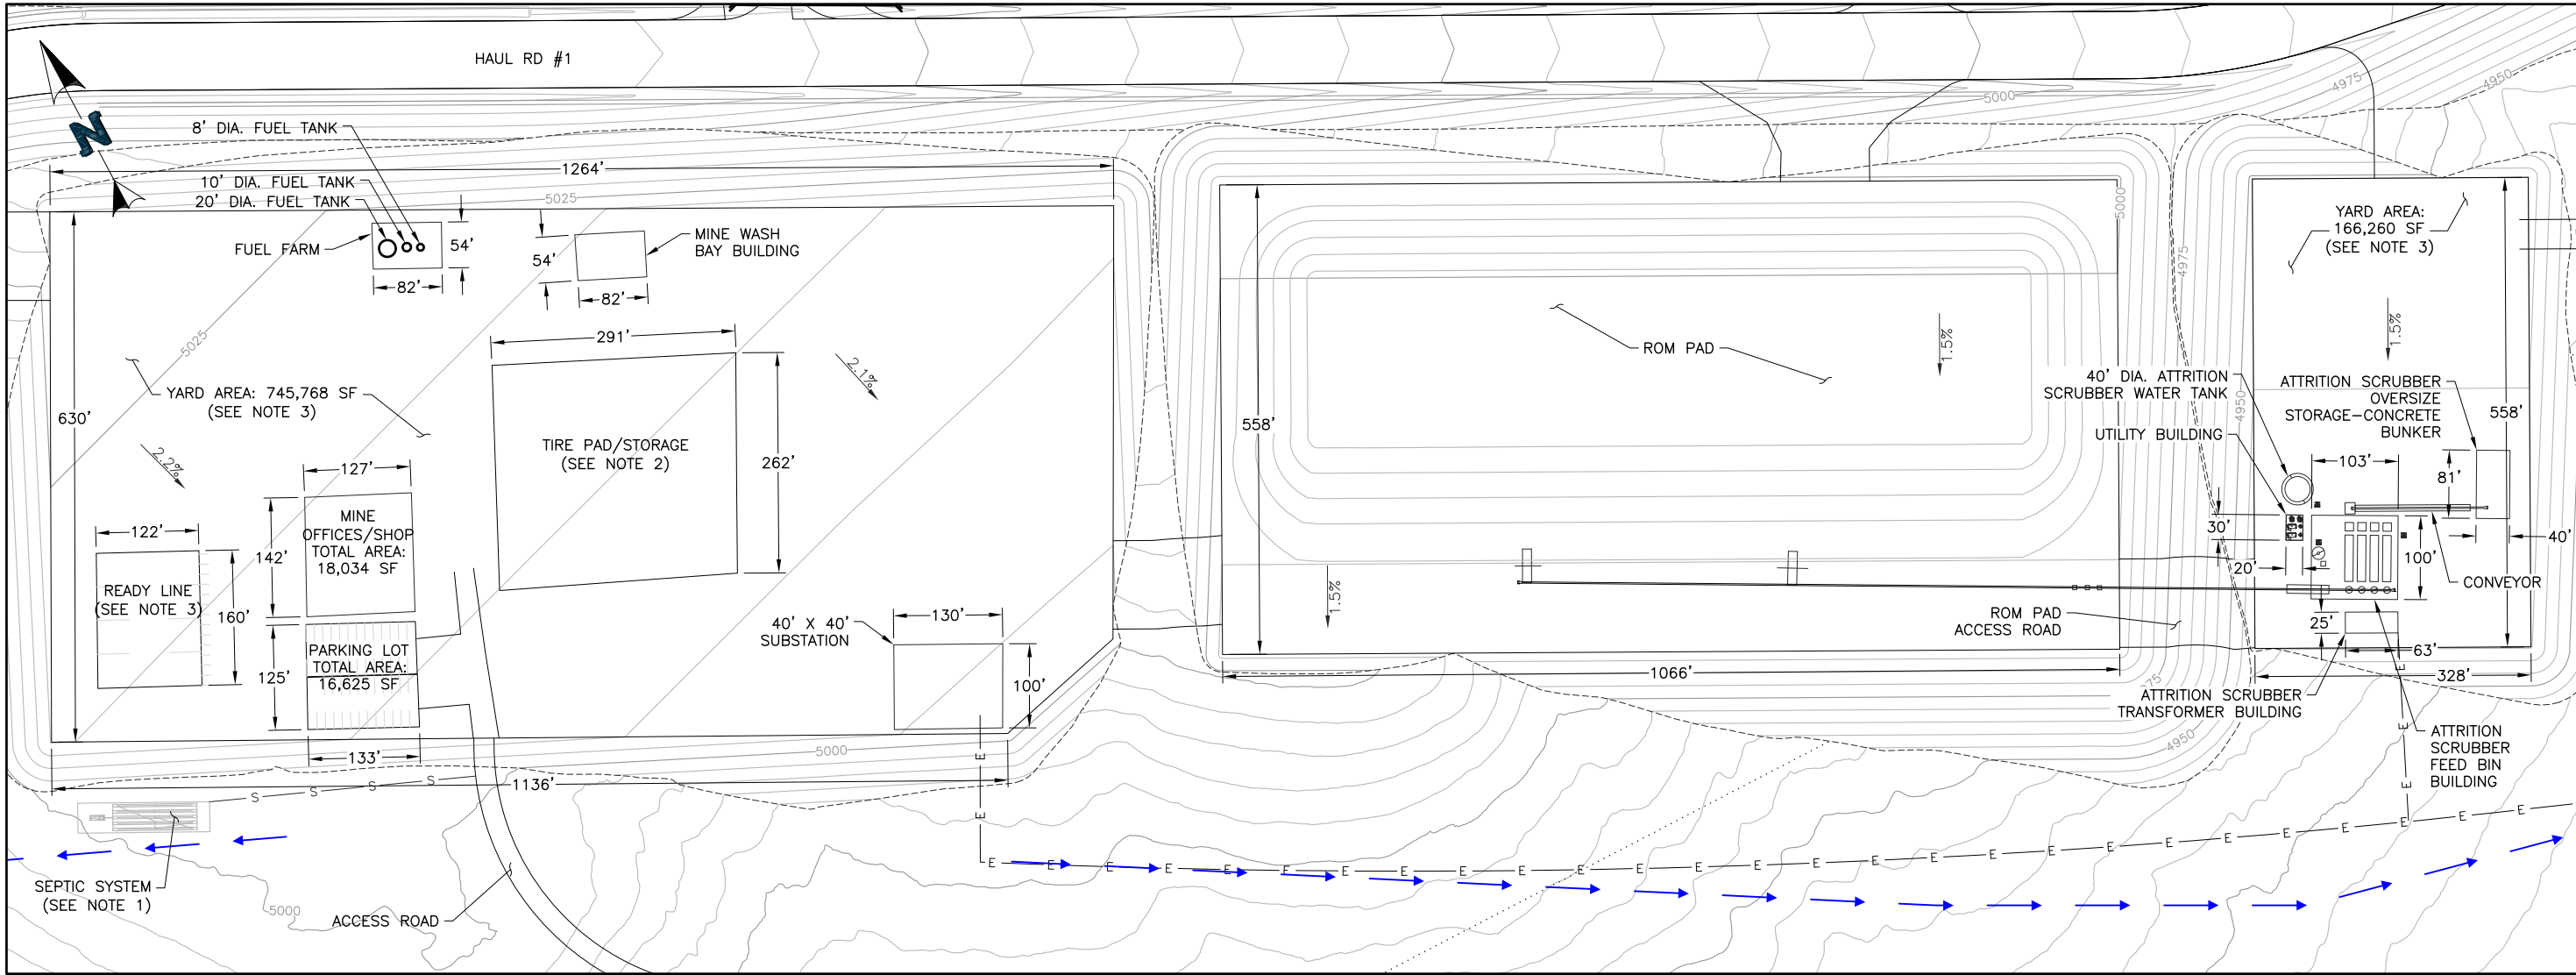 HAUL RD #1
5000
4975
4950
N
8' DIA. FUEL TANK
10' DIA. FUEL TANK
20' DIA. FUEL TANK
1264'
5025
FUEL FARM
54'
82'
54'
82'
MINE WASH
BAY BUILDING
5025
291'
2.1%
YARD AREA: 745,768 SF
(SEE NOTE 3)
630'
2.2%
TIRE PAD/STORAGE
(SEE NOTE 2)
262'
127'
MINE
OFFICES/SHOP
TOTAL AREA:
18,034 SF
142'
122'
READY LINE
(SEE NOTE 3)
160'
PARKING LOT
TOTAL AREA:
16,625 SF
125'
133'
40' X 40'
SUBSTATION
130'
100'
5000
1136'
S S S S
SEPTIC SYSTEM
(SEE NOTE 1)
5000
ACCESS ROAD
E
E
E E E E E E E E E E E E E E E E E E E E E E E E E E
5000
4975
ROM PAD
1.5%
558'
1.5%
ROM PAD
ACCESS ROAD
1066'
4950
YARD AREA:
166,260 SF
(SEE NOTE 3)
1.5%
40' DIA. ATTRITION
SCRUBBER WATER TANK
4950
ATTRITION SCRUBBER
OVERSIZE
STORAGE-CONCRETE
BUNKER
558'
UTILITY BUILDING
103'
81'
30'
40'
100'
20'
CONVEYOR
25'
63'
328'
ATTRITION SCRUBBER
TRANSFORMER BUILDING
ATTRITION
SCRUBBER
FEED BIN
BUILDING
E
E
E